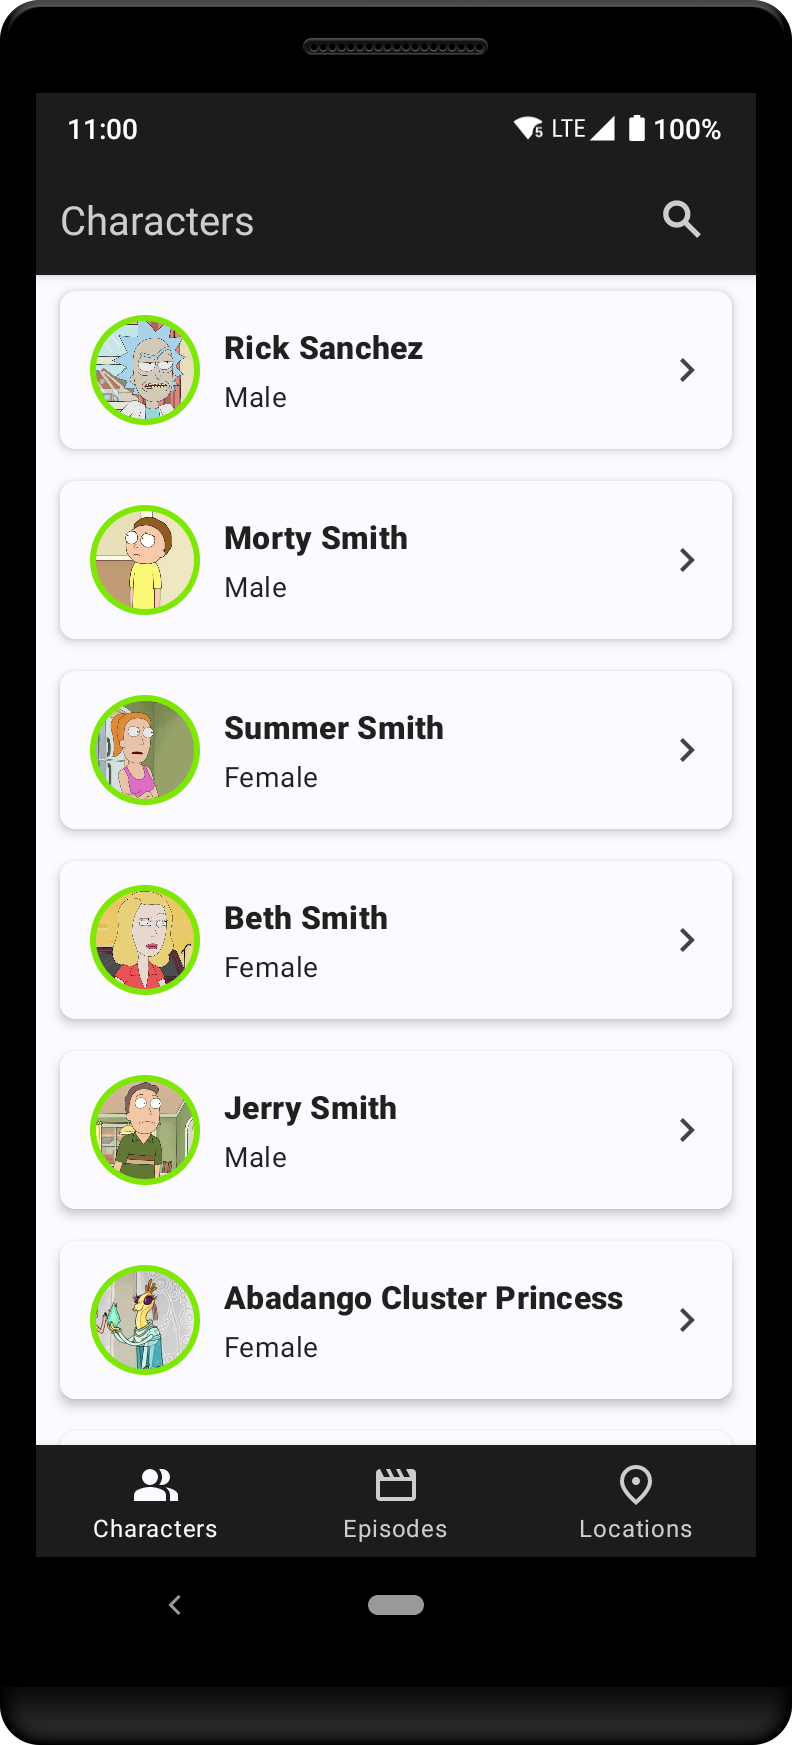 11:00 5 LTE 100%
Characters
Rick Sanchez
Male
Morty Smith
Male
Summer Smith
Female
Beth Smith
Female
Jerry Smith
Male
Abadango Cluster Princess
Female
Characters Episodes Locations